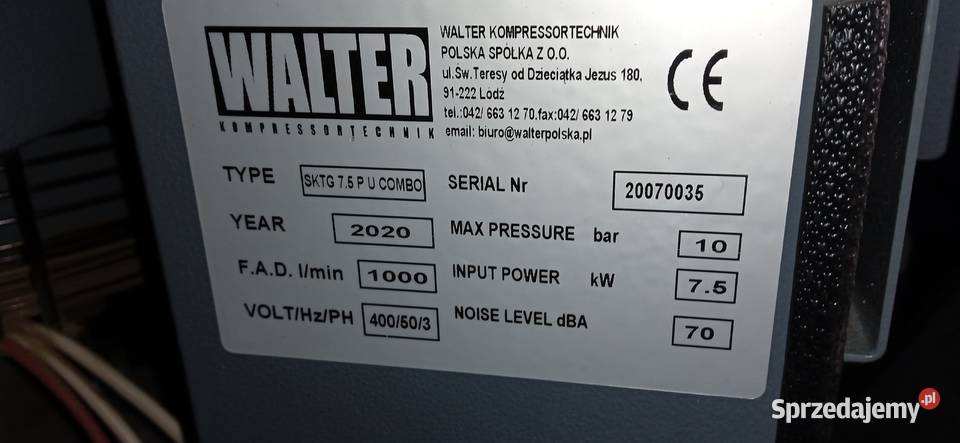 WALTER
KOMPRESSORTECHNIK
WALTER KOMPRESSORTECHNIK
POLSKA SPÓŁKA Z O.O.
ul.Św.Teresy od Dzieciątka Jezus 180,
91-222 Łódź
tel.:042/ 663 12 70.fax:042/ 663 12 79
email: biuro@walterpolska.pl
CE
TYPE SKTG 7.5 P U COMBO SERIAL Nr 20070035
YEAR 2020 MAX PRESSURE bar 10
F.A.D. l/min 1000 INPUT POWER kW 7.5
VOLT/Hz/PH 400/50/3 NOISE LEVEL dBA 70
Sprzedajemy.pl